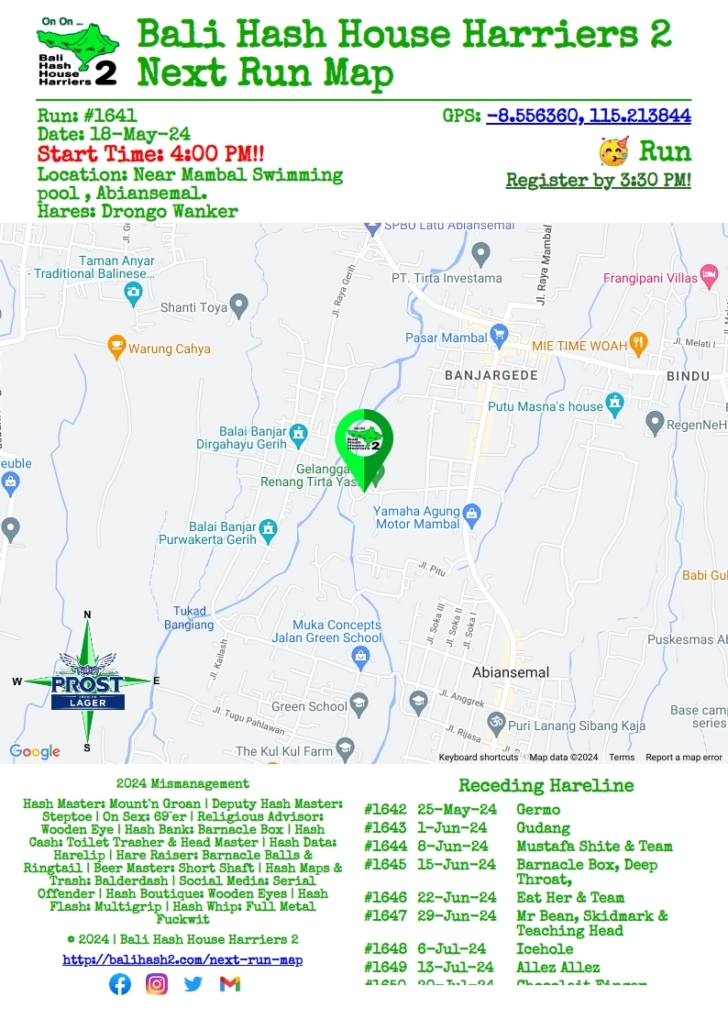 On On ...
Bali
Hash
House
Harriers 2
Bali Hash House Harriers 2
Next Run Map
Run: #1641
Date: 18-May-24
Start Time: 4:00 PM!!
Location: Near Mambal Swimming
pool , Abiansemal.
Hares: Drongo Wanker
GPS: -8.556360, 115.213844
Run
Register by 3:30 PM!
SPBU Latu Abiansemal
Taman Anyar
- Traditional Balinese...
PT. Tirta Investama
Jl. Raya Mambal
Frangipani Villas
Jl. Raya Gerih
Shanti Toya
Pasar Mambal
MIE TIME WOAH
Jl. Melati I
Warung Cahya
BANJARGEDE
BINDU
Putu Masna's house
RegenNeH
Balai Banjar
Dirgahayu Gerih
Bali
Hash
House
Harriers 2
Gelangga
Renang Tirta Yas
euble
Yamaha Agung
Motor Mambal
Balai Banjar
Purwakerta Gerih
Jl. Pitu
Babi Gul
Tukad
Bangiang
Muka Concepts
Jalan Green School
Jl. Soka III
Jl. Soka II
Jl. Soka I
Puskesmas Ab
Jl. Kailash
N
W
E
S
PROST
LAGER
Abiansemal
Green School
Jl. Anggrek
Base camp
series
Jl. Tugu Pahlawan
Puri Lanang Sibang Kaja
Jl. Rijasa
The Kul Kul Farm
Google
Keyboard shortcuts
Map data ©2024
Terms
Report a map error
2024 Mismanagement
Hash Master: Mount'n Groan | Deputy Hash Master:
Steptoe | On Sex: 69'er | Religious Advisor:
Wooden Eye | Hash Bank: Barnacle Box | Hash
Cash: Toilet Trasher & Head Master | Hash Data:
Harelip | Hare Raiser: Barnacle Balls &
Ringtail | Beer Master: Short Shaft | Hash Maps &
Trash: Balderdash | Social Media: Serial
Offender | Hash Boutique: Wooden Eyes | Hash
Flash: Multigrip | Hash Whip: Full Metal
Fuckwit
© 2024 | Bali Hash House Harriers 2
http://balihash2.com/next-run-map
Receding Hareline
#1642 25-May-24 Germo
#1643 1-Jun-24 Gudang
#1644 8-Jun-24 Mustafa Shite & Team
#1645 15-Jun-24 Barnacle Box, Deep
Throat,
#1646 22-Jun-24 Eat Her & Team
#1647 29-Jun-24 Mr Bean, Skidmark &
Teaching Head
#1648 6-Jul-24 Icehole
#1649 13-Jul-24 Allez Allez
#1650 20-Jul-24